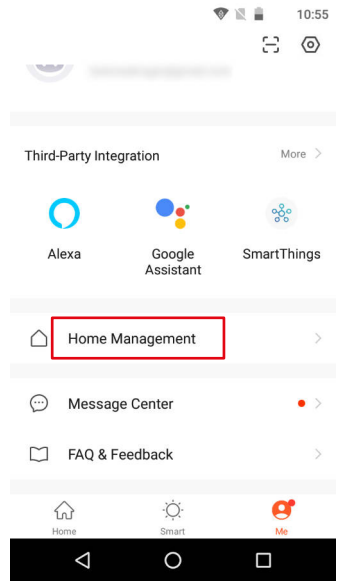 10:55
Third-Party Integration
More
Alexa
Google
Assistant
SmartThings
Home Management
Message Center
FAQ & Feedback
Home
Smart
Me